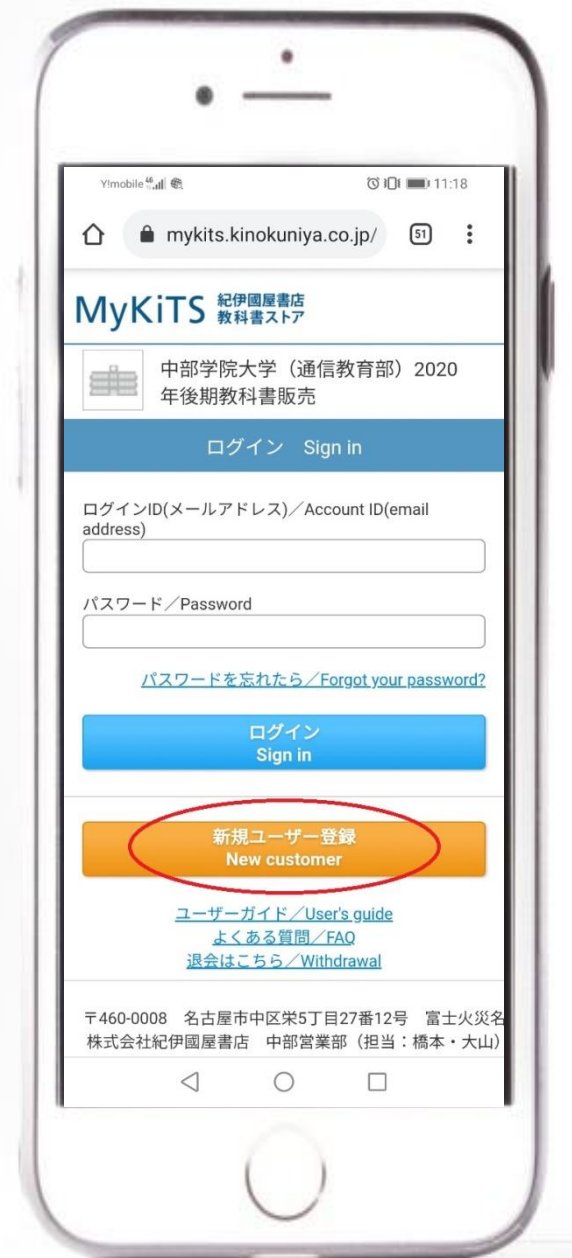 Y!mobile 46 11:18
mykits.kinokuniya.co.jp/ 51
MyKiTS 紀伊國屋書店
教科書ストア
中部学院大学（通信教育部）2020
年後期教科書販売
ログイン Sign in
ログインID(メールアドレス)／Account ID(email
address)
パスワード／Password
パスワードを忘れたら／Forgot your password?
ログイン
Sign in
新規ユーザー登録
New customer
ユーザーガイド／User's guide
よくある質問／FAQ
退会はこちら／Withdrawal
〒460-0008 名古屋市中区栄5丁目27番12号 富士火災名
株式会社紀伊國屋書店 中部営業部（担当：橋本・大山）